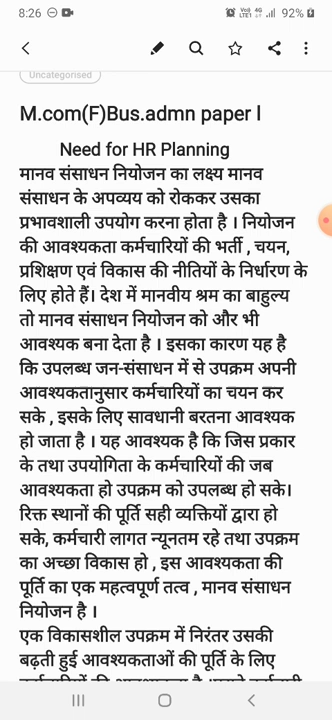 8:26
Vo)) 4G
LTE1
92%
Uncategorised
M.com(F)Bus.admn paper l
Need for HR Planning
मानव संसाधन नियोजन का लक्ष्य मानव
संसाधन के अपव्यय को रोककर उसका
प्रभावशाली उपयोग करना होता है । नियोजन
की आवश्यकता कर्मचारियों की भर्ती , चयन,
प्रशिक्षण एवं विकास की नीतियों के निर्धारण के
लिए होते हैं। देश में मानवीय श्रम का बाहुल्य
तो मानव संसाधन नियोजन को और भी
आवश्यक बना देता है । इसका कारण यह है
कि उपलब्ध जन-संसाधन में से उपक्रम अपनी
आवश्यकतानुसार कर्मचारियों का चयन कर
सके , इसके लिए सावधानी बरतना आवश्यक
हो जाता है । यह आवश्यक है कि जिस प्रकार
के तथा उपयोगिता के कर्मचारियों की जब
आवश्यकता हो उपक्रम को उपलब्ध हो सके।
रिक्त स्थानों की पूर्ति सही व्यक्तियों द्वारा हो
सके, कर्मचारी लागत न्यूनतम रहे तथा उपक्रम
का अच्छा विकास हो , इस आवश्यकता की
पूर्ति का एक महत्वपूर्ण तत्व , मानव संसाधन
नियोजन है ।
एक विकासशील उपक्रम में निरंतर उसकी
बढ़ती हुई आवश्यकताओं की पूर्ति के लिए